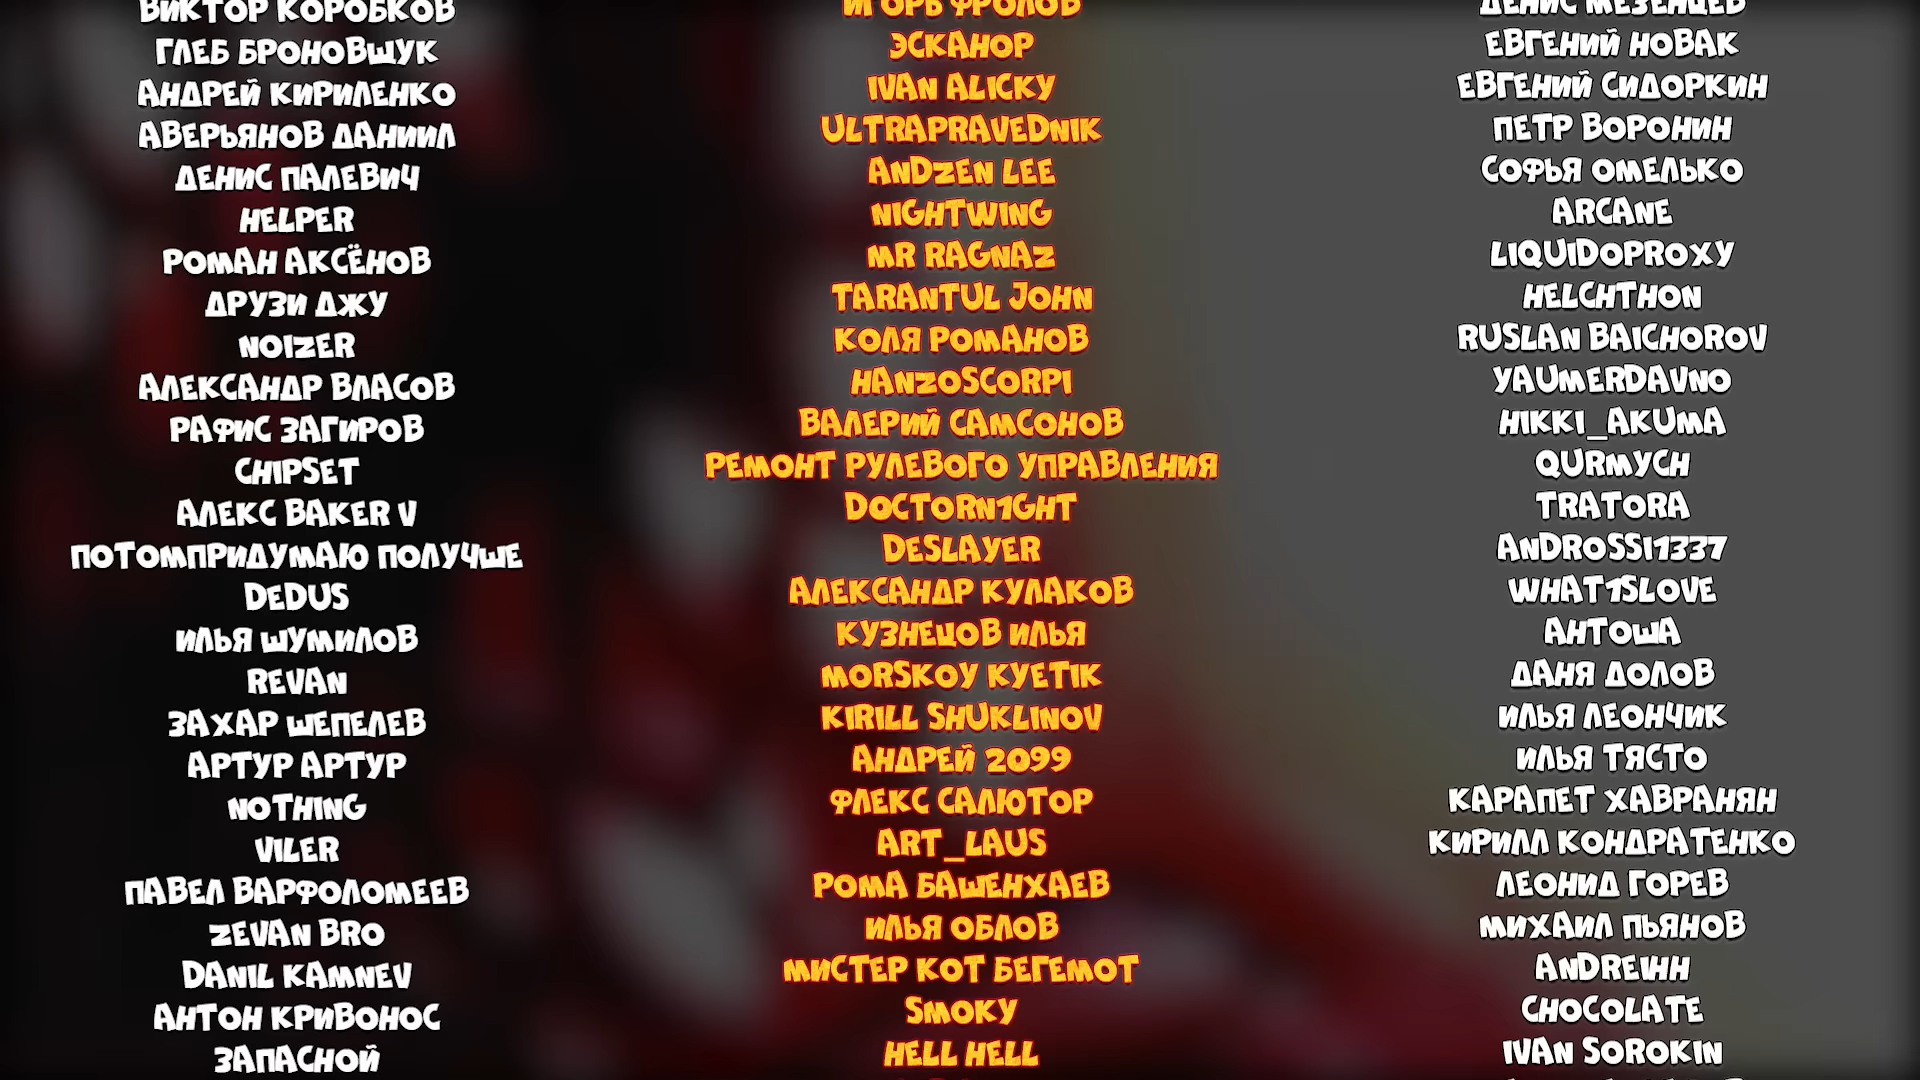 ВИКТОР КОРОБКОВ
ГЛЕБ БРОНОВЩУК
АНДРЕЙ КИРИЛЕНКО
АВЕРЬЯНОВ ДАНИИЛ
ДЕНИС ПАЛЕВИЧ
HELPER
РОМАН АКСЁНОВ
ДРУЗИ ДЖУ
NOIZER
АЛЕКСАНДР ВЛАСОВ
РАФИС ЗАГИРОВ
CHIPSET
АЛЕКС BAKER V
ПОТОМПРИДУМАЮ ПОЛУЧШЕ
DEDUS
ИЛЬЯ ШУМИЛОВ
REVAN
ЗАХАР ШЕПЕЛЕВ
АРТУР АРТУР
NOTHING
VILER
ПАВЕЛ ВАРФОЛОМЕЕВ
ZEVAN BRO
DANIL KAMNEV
АНТОН КРИВОНОС
ЗАПАСНОЙ
ИГОРЬ ФРОЛОВ
ЭСКАНОР
IVAN ALICKY
ULTRAPRAVEDNIK
ANDZEN LEE
NIGHTWING
MR RAGNAZ
TARANTUL JOHN
КОЛЯ РОМАНОВ
HANZOSCORPI
ВАЛЕРИЙ САМСОНОВ
РЕМОНТ РУЛЕВОГО УПРАВЛЕНИЯ
DOCTORN1GHT
DESLAYER
АЛЕКСАНДР КУЛАКОВ
КУЗНЕЦОВ ИЛЬЯ
MORSKOY KYETIK
KIRILL SHUKLINOV
АНДРЕЙ 2099
ФЛЕКС САЛЮТОР
ART_LAUS
РОМА БАШЕНХАЕВ
ИЛЬЯ ОБЛОВ
МИСТЕР КОТ БЕГЕМОТ
SMOKY
HELL HELL
ДЕНИС МЕЗЕНЦЕВ
ЕВГЕНИЙ НОВАК
ЕВГЕНИЙ СИДОРКИН
ПЕТР ВОРОНИН
СОФЬЯ ОМЕЛЬКО
ARCANE
LIQUIDOPROXY
HELCHTHON
RUSLAN BAICHOROV
YAUMERDAVNO
HIKKI_AKUMA
QURMYCH
TRATORA
ANDROSSI1337
WHAT1SLOVE
АНТОША
ДАНЯ ДОЛОВ
ИЛЬЯ ЛЕОНЧИК
ИЛЬЯ ТЯСТО
КАРАПЕТ ХАВРАНЯН
КИРИЛЛ КОНДРАТЕНКО
ЛЕОНИД ГОРЕВ
МИХАИЛ ПЬЯНОВ
ANDREIHH
CHOCOLATE
IVAN SOROKIN